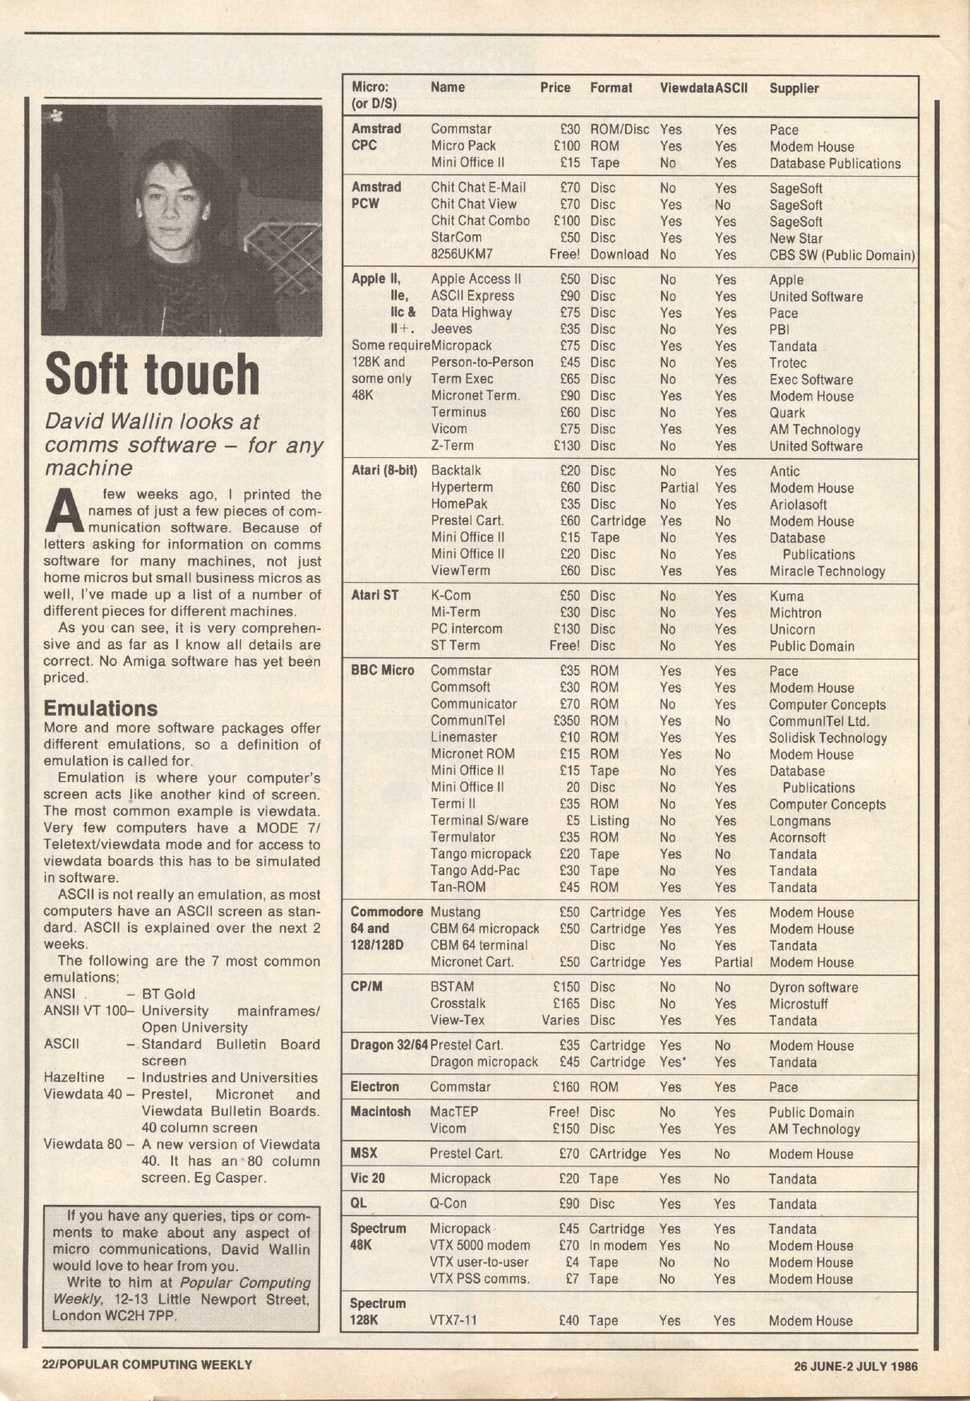 Soft touch
David Wallin looks at
comms software – for any
machine
A few weeks ago, I printed the
names of just a few pieces of com-
munication software. Because of
letters asking for information on comms
software for many machines, not just
home micros but small business micros as
well, I've made up a list of a number of
different pieces for different machines.
As you can see, it is very comprehen-
sive and as far as I know all details are
correct. No Amiga software has yet been
priced.
Emulations
More and more software packages offer
different emulations, so a definition of
emulation is called for.
Emulation is where your computer's
screen acts like another kind of screen.
The most common example is viewdata.
Very few computers have a MODE 7/
Teletext/viewdata mode and for access to
viewdata boards this has to be simulated
in software.
ASCII is not really an emulation, as most
computers have an ASCII screen as stan-
dard. ASCII is explained over the next 2
weeks.
The following are the 7 most common
emulations;
ANSI – BT Gold
ANSII VT 100– University mainframes/
Open University
ASCII – Standard Bulletin Board
screen
Hazeltine – Industries and Universities
Viewdata 40 – Prestel, Micronet and
Viewdata Bulletin Boards.
40 column screen
Viewdata 80 – A new version of Viewdata
40. It has an 80 column
screen. Eg Casper.
If you have any queries, tips or com-
ments to make about any aspect of
micro communications, David Wallin
would love to hear from you.
Write to him at Popular Computing
Weekly, 12-13 Little Newport Street,
London WC2H 7PP.
Micro: Name Price Format Viewdata ASCII Supplier
(or D/S)
Amstrad Commstar £30 ROM/Disc Yes Yes Pace
CPC Micro Pack £100 ROM Yes Yes Modem House
Mini Office II £15 Tape No Yes Database Publications
Amstrad Chit Chat E-Mail £70 Disc No Yes SageSoft
PCW Chit Chat View £70 Disc Yes No SageSoft
Chit Chat Combo £100 Disc Yes Yes SageSoft
StarCom £50 Disc Yes Yes New Star
8256UKM7 Free! Download No Yes CBS SW (Public Domain)
Apple II, Apple Access II £50 Disc No Yes Apple
IIe, ASCII Express £90 Disc No Yes United Software
IIc & Data Highway £75 Disc Yes Yes Pace
II+. Jeeves £35 Disc No Yes PBI
Some require Micropack £75 Disc Yes Yes Tandata
128K and Person-to-Person £45 Disc No Yes Trotec
some only Term Exec £65 Disc No Yes Exec Software
48K Micronet Term. £90 Disc Yes Yes Modem House
Terminus £60 Disc No Yes Quark
Vicom £75 Disc Yes Yes AM Technology
Z-Term £130 Disc No Yes United Software
Atari (8-bit) Backtalk £20 Disc No Yes Antic
Hyperterm £60 Disc Partial Yes Modem House
HomePak £35 Disc No Yes Ariolasoft
Prestel Cart. £60 Cartridge Yes No Modem House
Mini Office II £15 Tape No Yes Database
Mini Office II £20 Disc No Yes Publications
ViewTerm £60 Disc Yes Yes Miracle Technology
Atari ST K-Com £50 Disc No Yes Kuma
Mi-Term £30 Disc No Yes Michtron
PC intercom £130 Disc No Yes Unicorn
ST Term Free! Disc No Yes Public Domain
BBC Micro Commstar £35 ROM Yes Yes Pace
Commsoft £30 ROM Yes Yes Modem House
Communicator £70 ROM No Yes Computer Concepts
CommunITel £350 ROM Yes No CommunITel Ltd.
Linemaster £10 ROM Yes Yes Solidisk Technology
Micronet ROM £15 ROM Yes No Modem House
Mini Office II £15 Tape No Yes Database
Mini Office II 20 Disc No Yes Publications
Termi II £35 ROM No Yes Computer Concepts
Terminal S/ware £5 Listing No Yes Longmans
Termulator £35 ROM No Yes Acornsoft
Tango micropack £20 Tape Yes No Tandata
Tango Add-Pac £30 Tape No Yes Tandata
Tan-ROM £45 ROM Yes Yes Tandata
Commodore Mustang £50 Cartridge Yes Yes Modem House
64 and CBM 64 micropack £50 Cartridge Yes Yes Modem House
128/128D CBM 64 terminal Disc No Yes Tandata
Micronet Cart. £50 Cartridge Yes Partial Modem House
CP/M BSTAM £150 Disc No No Dyron software
Crosstalk £165 Disc No Yes Microstuff
View-Tex Varies Disc Yes Yes Tandata
Dragon 32/64 Prestel Cart. £35 Cartridge Yes No Modem House
Dragon micropack £45 Cartridge Yes* Yes Tandata
Electron Commstar £160 ROM Yes Yes Pace
Macintosh MacTEP Free! Disc No Yes Public Domain
Vicom £150 Disc Yes Yes AM Technology
MSX Prestel Cart. £70 CArtridge Yes No Modem House
Vic 20 Micropack £20 Tape Yes No Tandata
QL Q-Con £90 Disc Yes Yes Tandata
Spectrum Micropack £45 Cartridge Yes Yes Tandata
48K VTX 5000 modem £70 In modem Yes No Modem House
VTX user-to-user £4 Tape No No Modem House
VTX PSS comms. £7 Tape No Yes Modem House
Spectrum
128K VTX7-11 £40 Tape Yes Yes Modem House
22/POPULAR COMPUTING WEEKLY
26 JUNE-2 JULY 1986